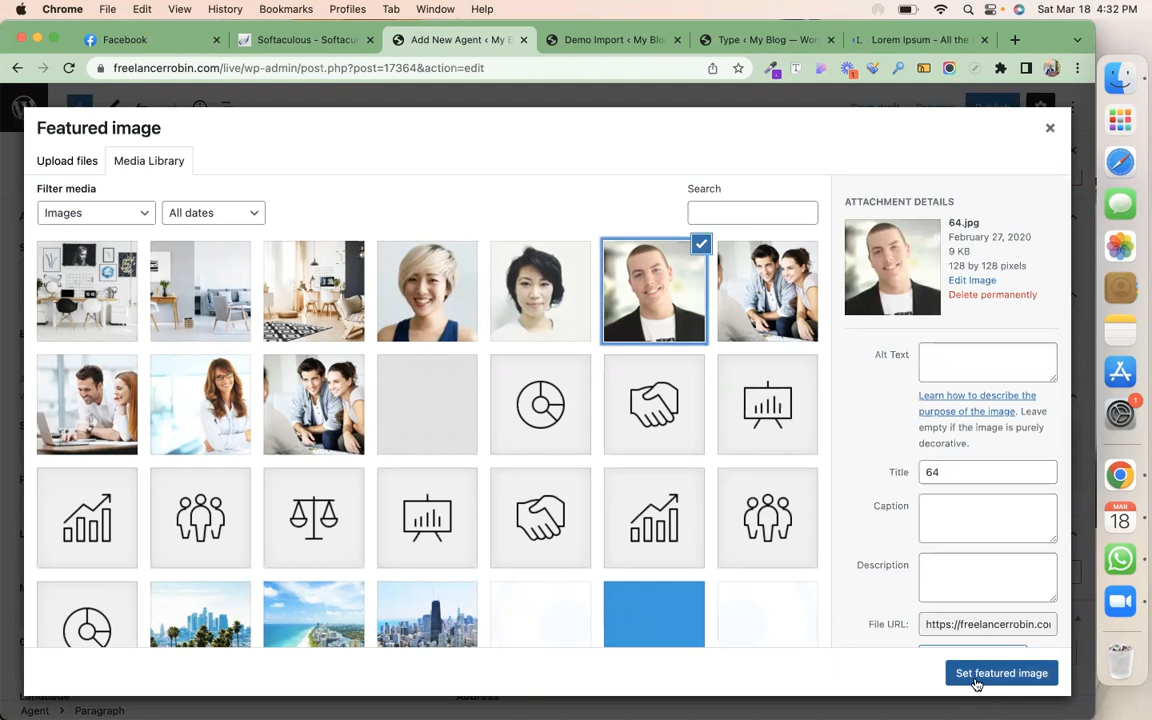 Chrome File Edit View History Bookmarks Profiles Tab Window Help Sat Mar 18 4:32 PM
Facebook Softaculous - Softacul Add New Agent ‹ My B Demo Import ‹ My Blo Type ‹ My Blog — Wor Lorem Ipsum - All the
freelancerrobin.com/live/wp-admin/post.php?post=17364&action=edit
Featured image
Upload files Media Library
Filter media
Images All dates
Search
ATTACHMENT DETAILS
64.jpg
February 27, 2020
9 KB
128 by 128 pixels
Edit Image
Delete permanently
Alt Text
Learn how to describe the
purpose of the image. Leave
empty if the image is purely
decorative.
Title 64
Caption
Description
File URL: https://freelancerrobin.co
Set featured image
Agent > Paragraph
Address
MAR
18
1